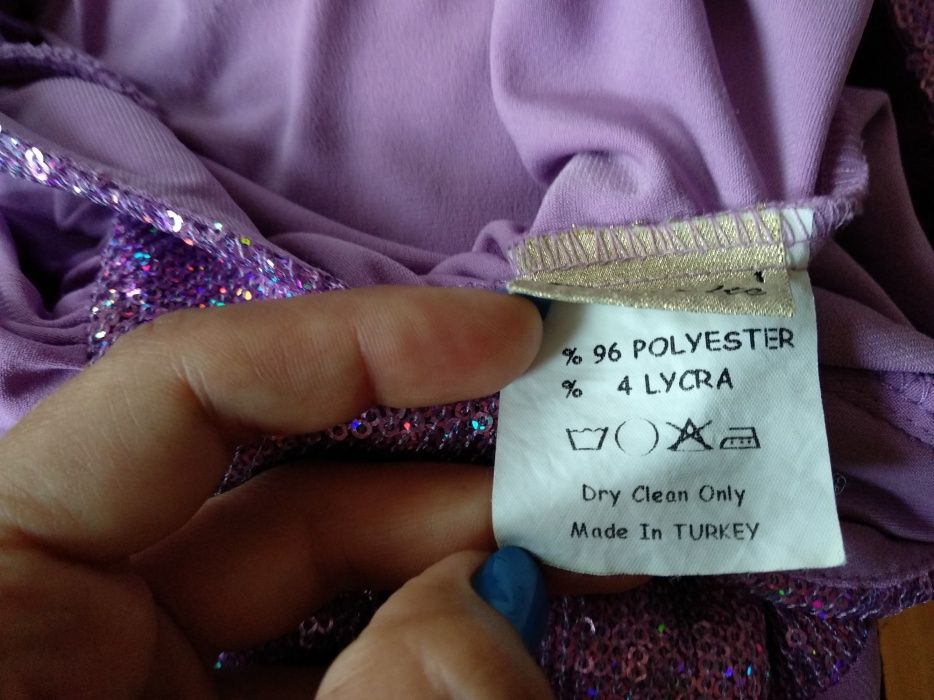 % 96 POLYESTER
% 4 LYCRA
Dry Clean Only
Made In TURKEY